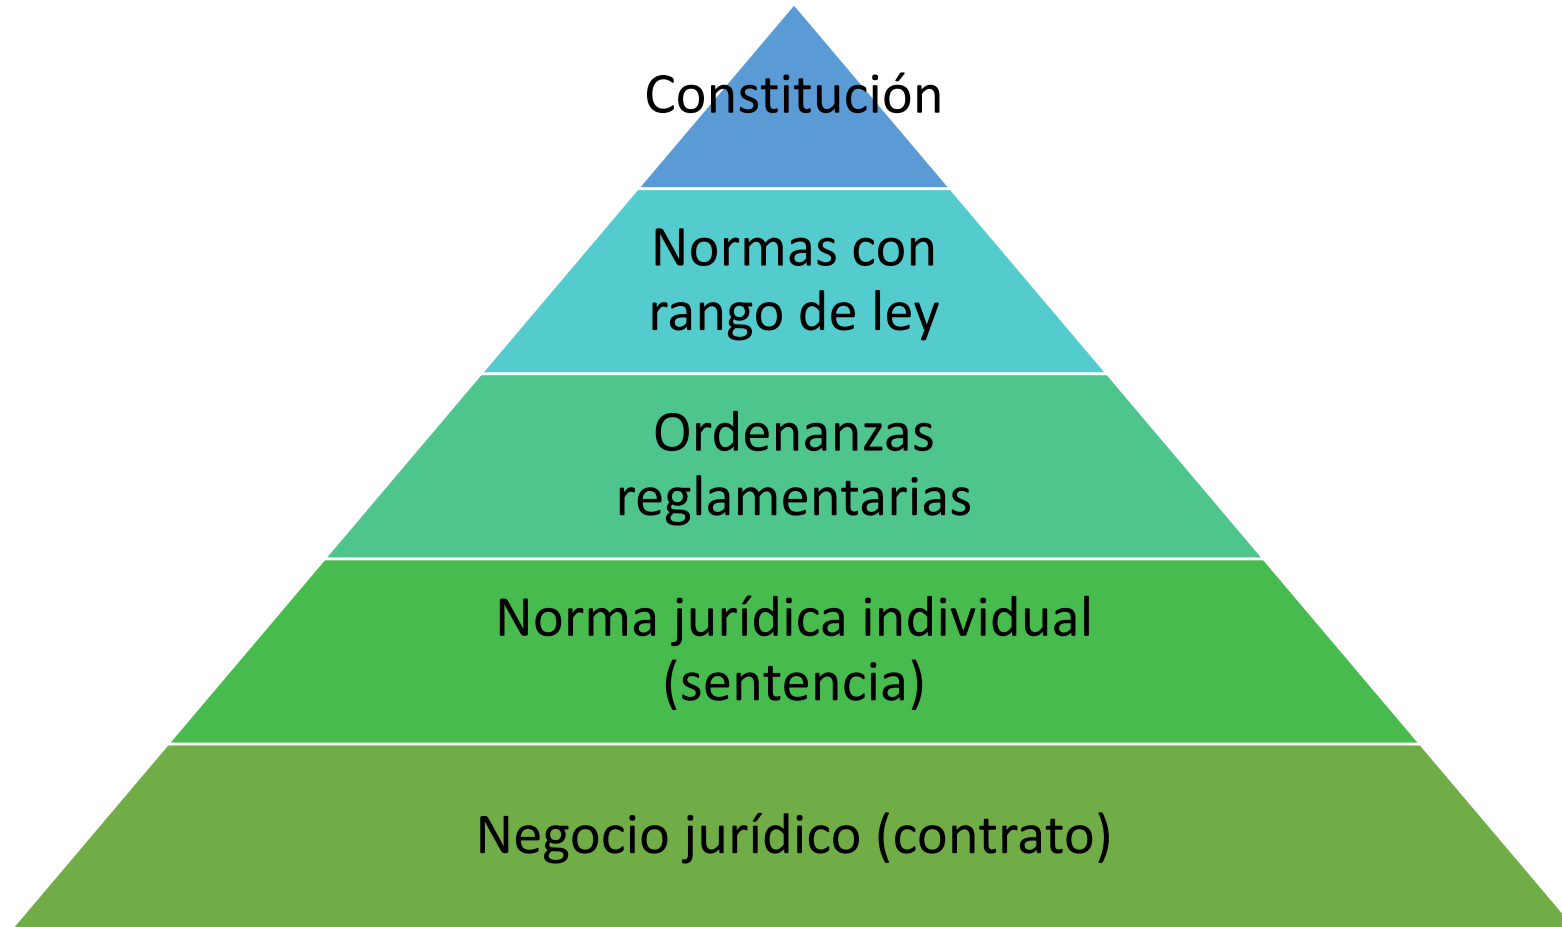 Constitución
Normas con
rango de ley
Ordenanzas
reglamentarias
Norma jurídica individual
(sentencia)
Negocio jurídico (contrato)